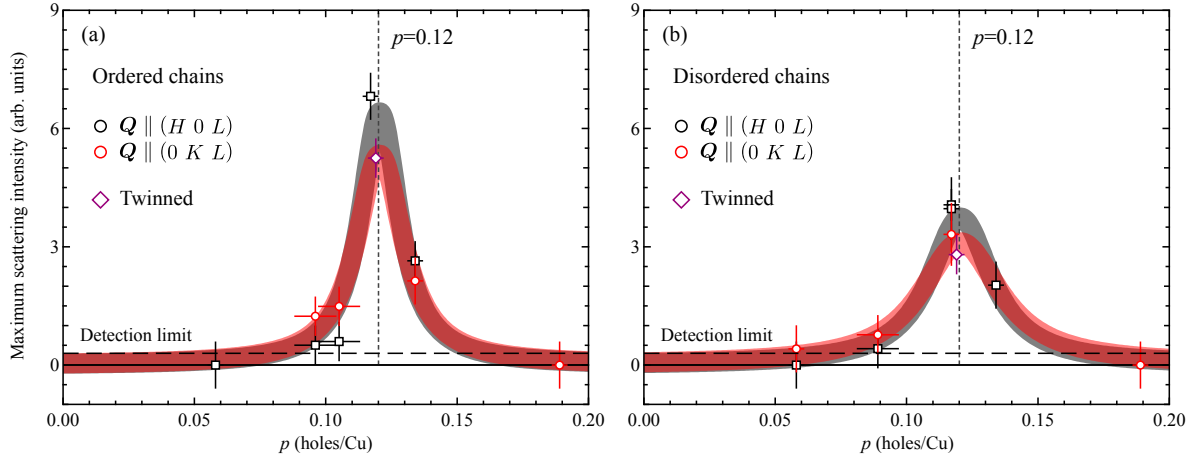 Maximum scattering intensity (arb. units)
9
6
3
0
(a)
p=0.12
Ordered chains
Q ∥ (H 0 L)
Q ∥ (0 K L)
Twinned
Detection limit
0.00
0.05
0.10
0.15
0.20
p (holes/Cu)
9
6
3
0
(b)
p=0.12
Disordered chains
Q ∥ (H 0 L)
Q ∥ (0 K L)
Twinned
Detection limit
0.00
0.05
0.10
0.15
0.20
p (holes/Cu)